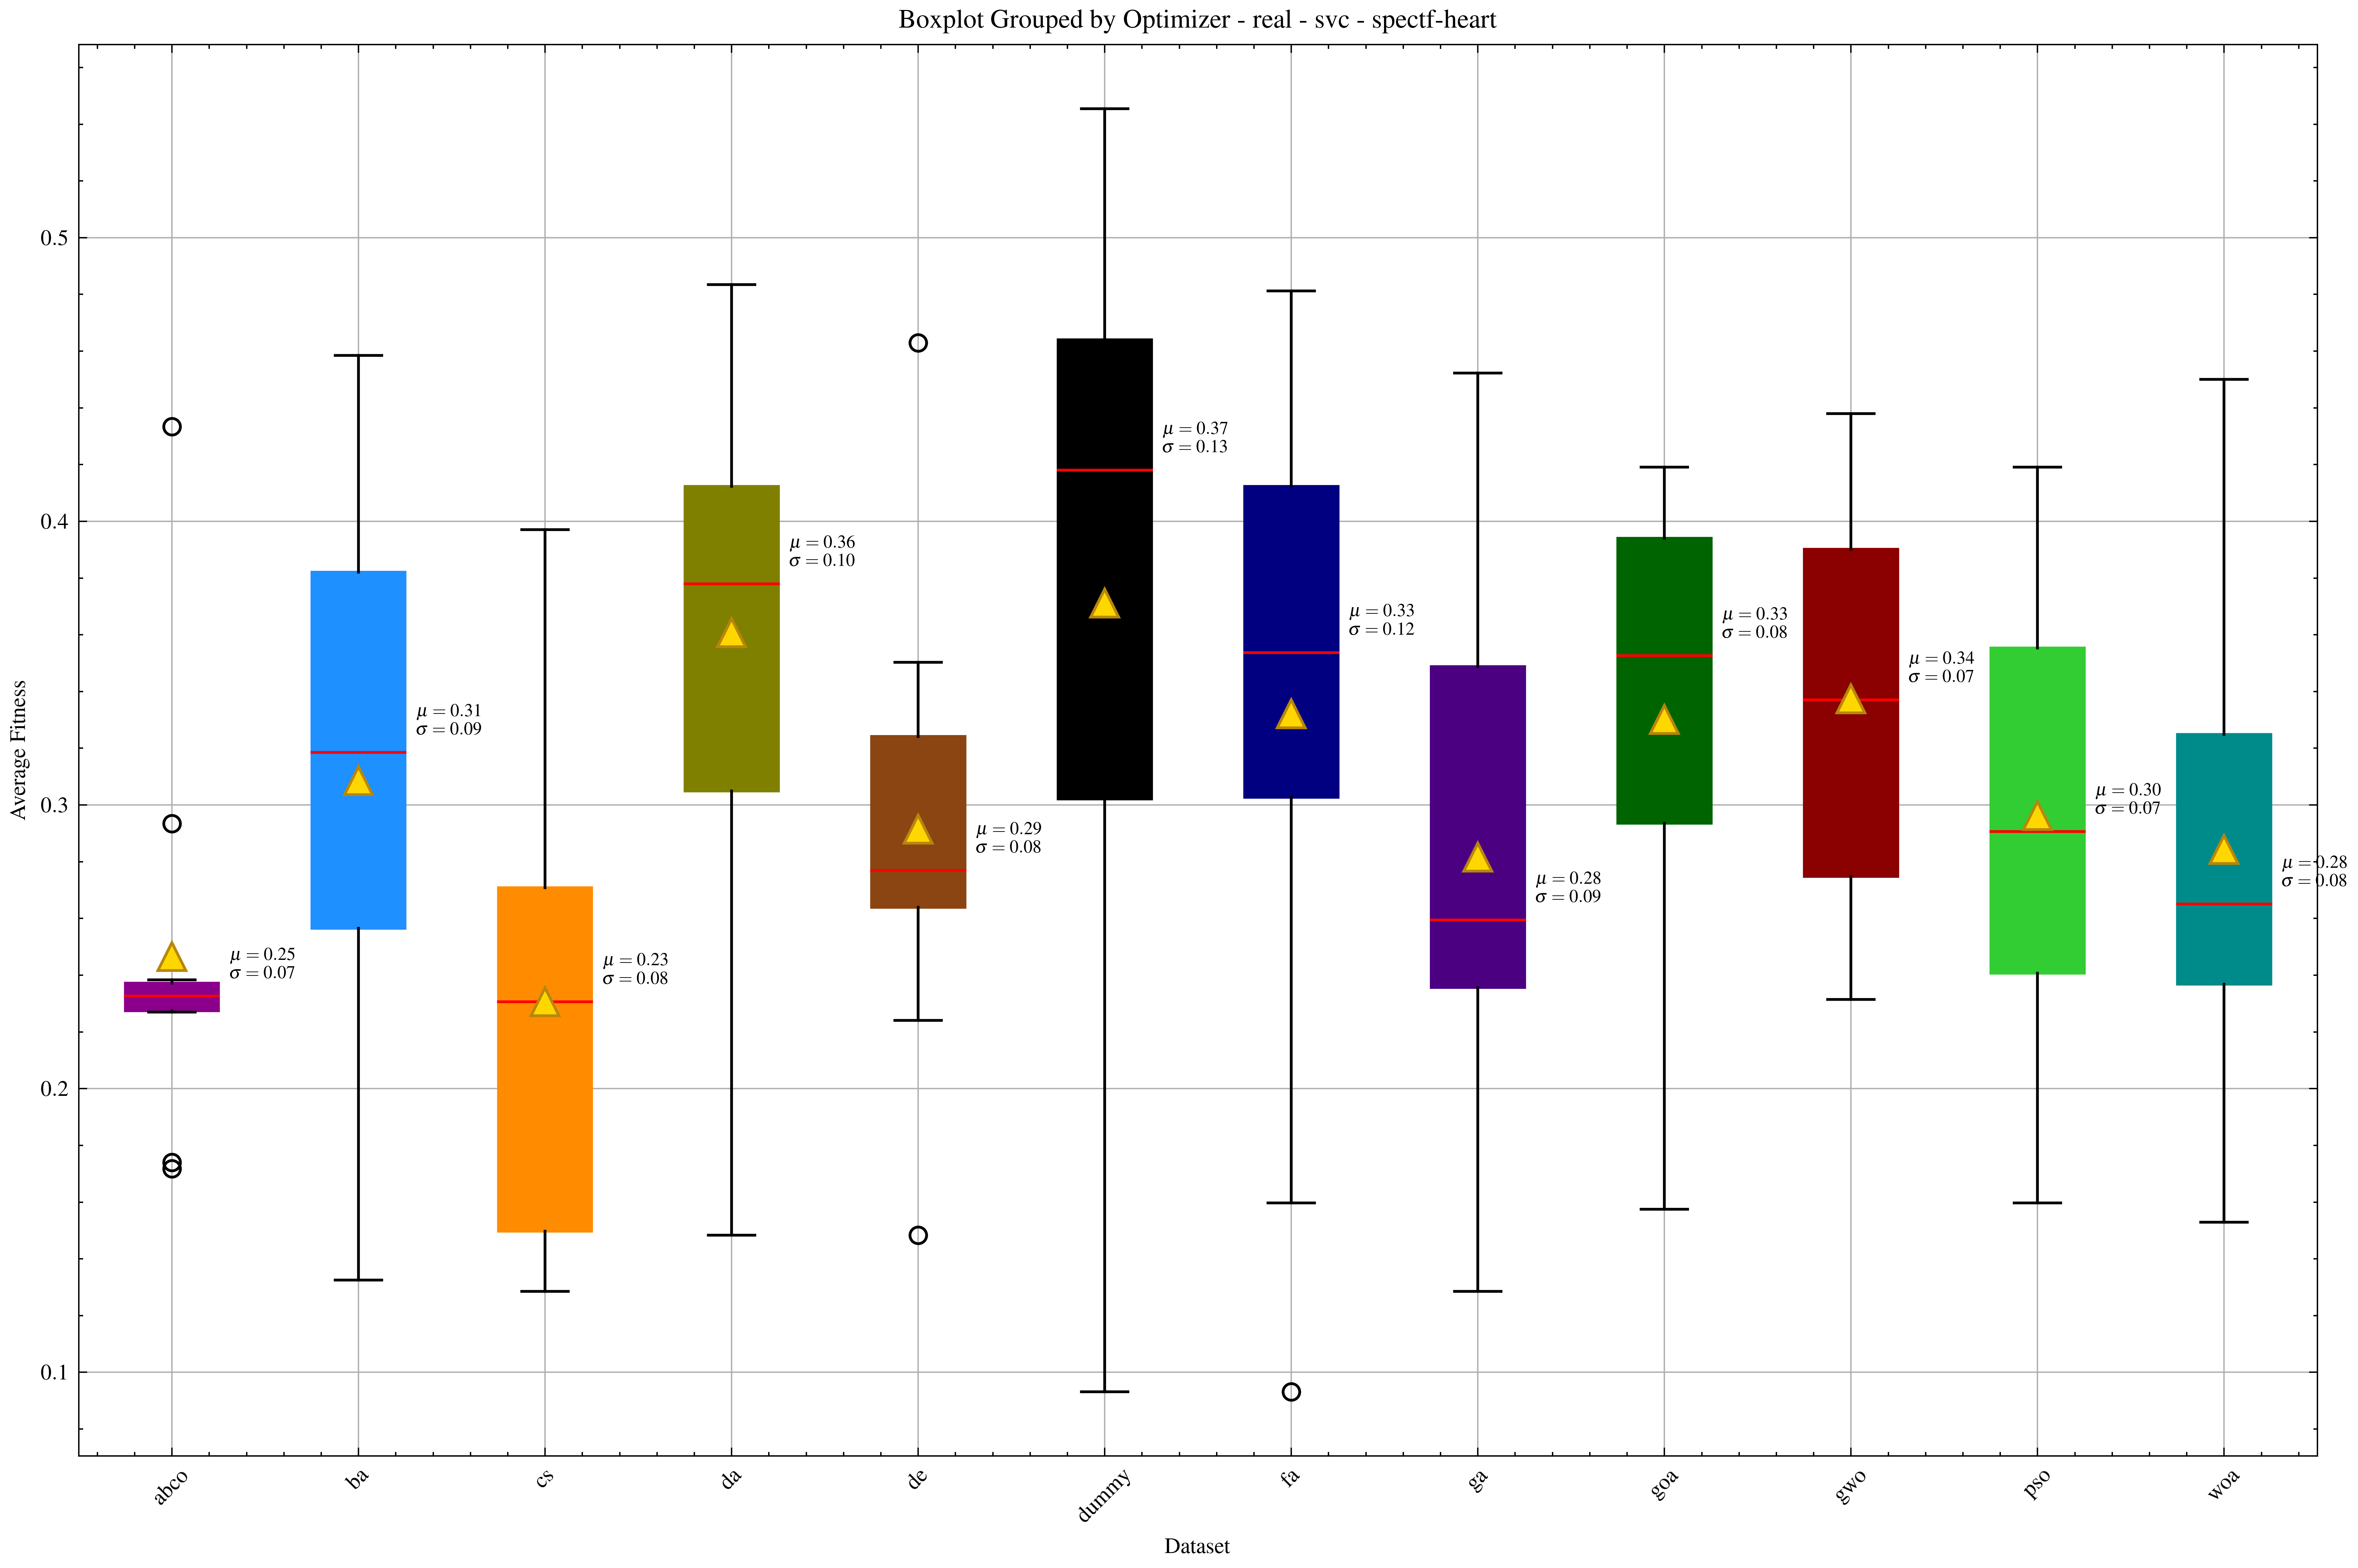 Boxplot Grouped by Optimizer - real - svc - spectf-heart
Average Fitness
0.5
0.4
0.3
0.2
0.1
μ = 0.25
σ = 0.07
μ = 0.31
σ = 0.09
μ = 0.23
σ = 0.08
μ = 0.36
σ = 0.10
μ = 0.29
σ = 0.08
μ = 0.37
σ = 0.13
μ = 0.33
σ = 0.12
μ = 0.28
σ = 0.09
μ = 0.33
σ = 0.08
μ = 0.34
σ = 0.07
μ = 0.30
σ = 0.07
μ = 0.28
σ = 0.08
abco
ba
cs
da
de
dummy
fa
ga
goa
gwo
pso
woa
Dataset